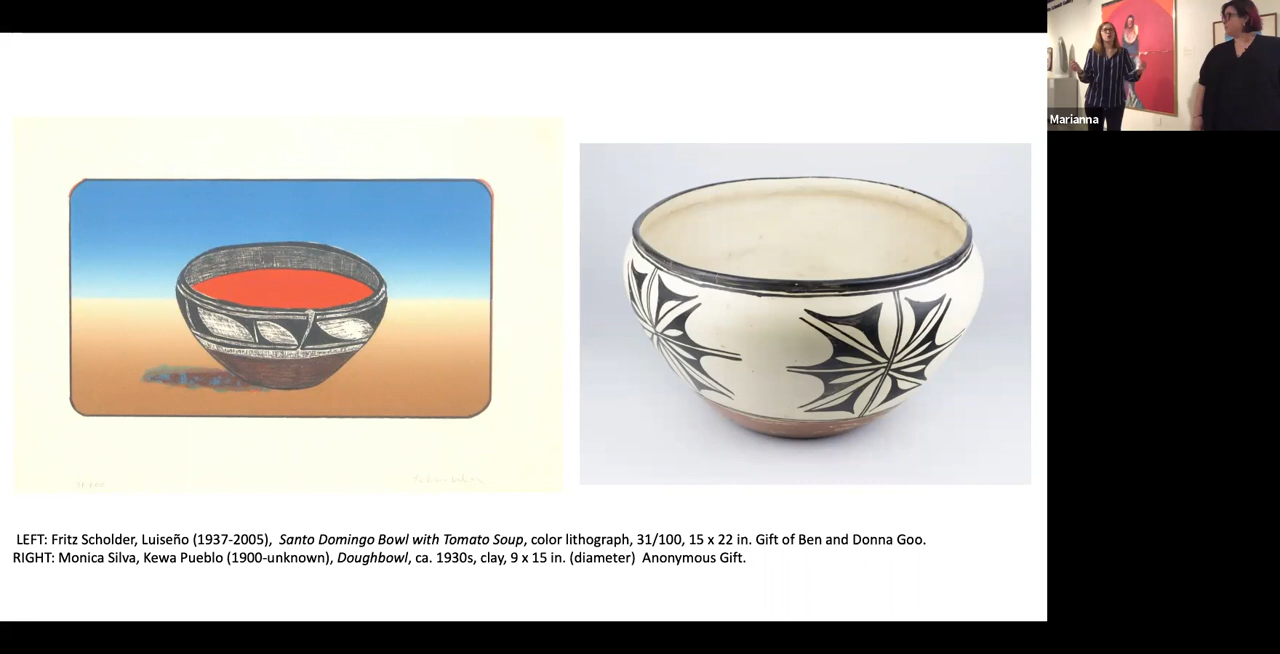 Marianna
31/100
LEFT: Fritz Scholder, Luiseño (1937-2005), Santo Domingo Bowl with Tomato Soup, color lithograph, 31/100, 15 x 22 in. Gift of Ben and Donna Goo.
RIGHT: Monica Silva, Kewa Pueblo (1900-unknown), Doughbowl, ca. 1930s, clay, 9 x 15 in. (diameter) Anonymous Gift.